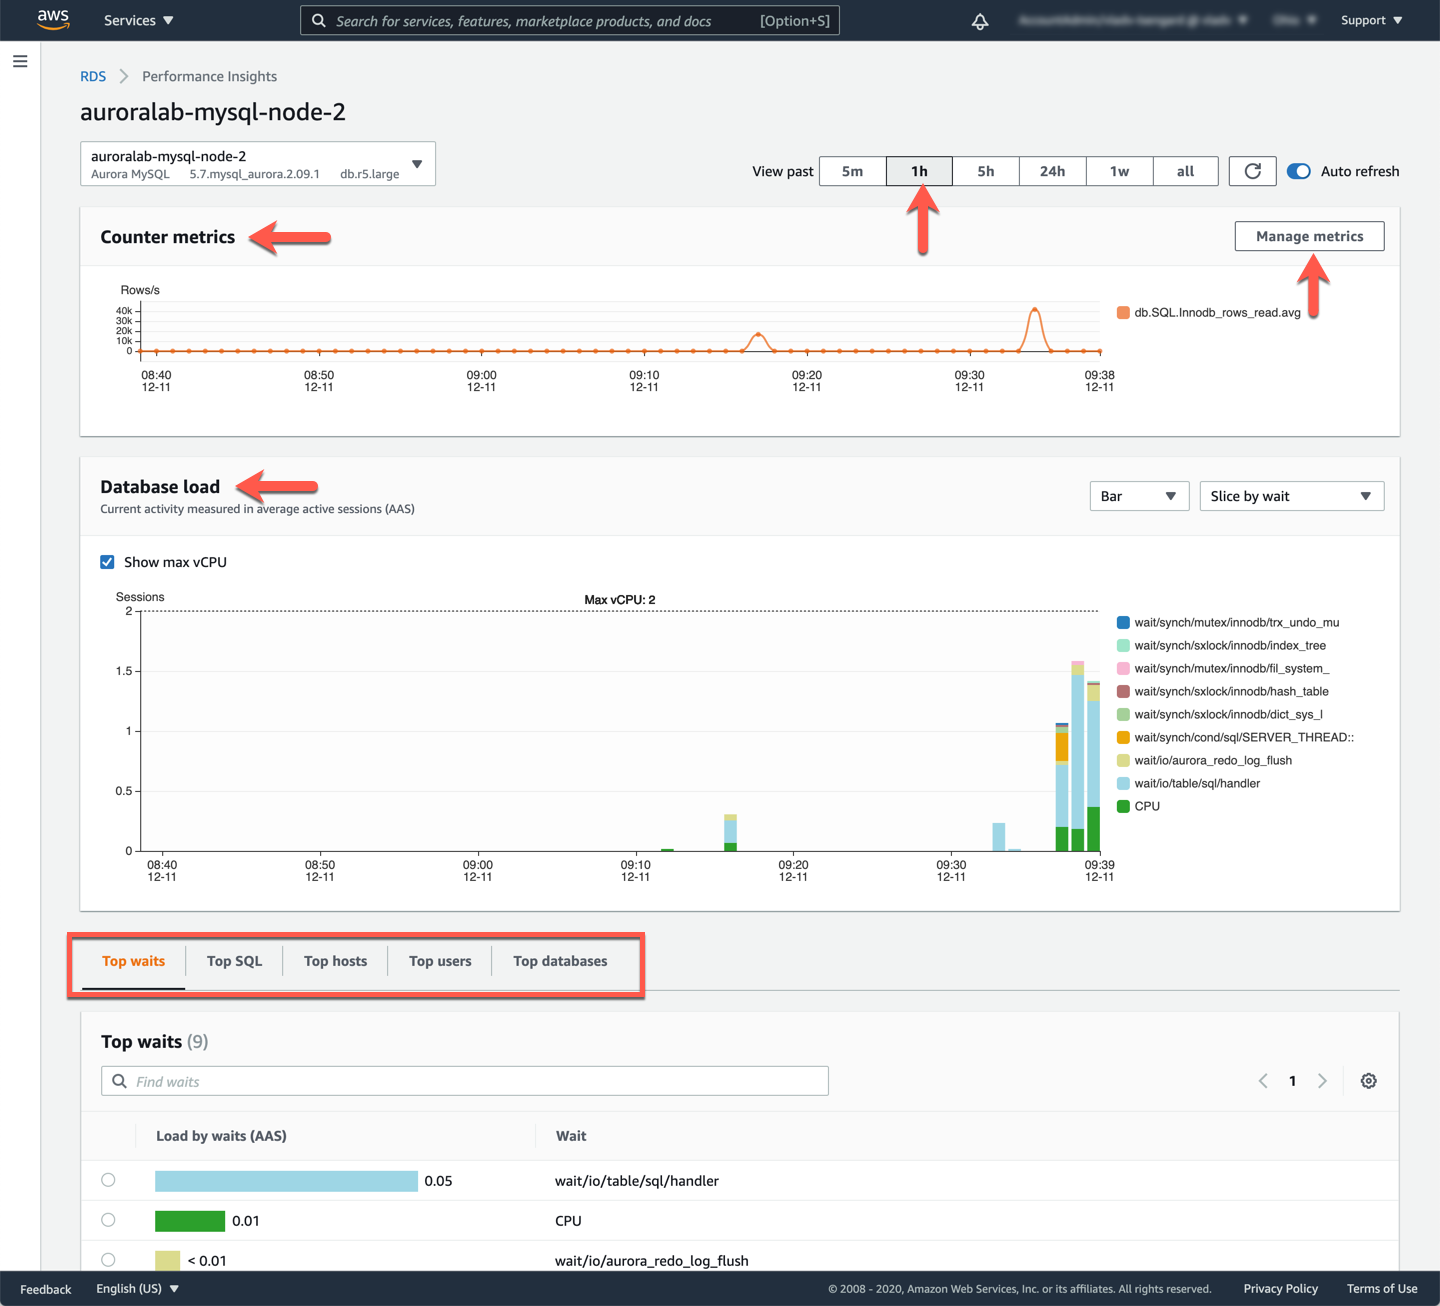 aws
Services
Search for services, features, marketplace products, and docs
[Option+S]
Support
RDS
Performance Insights
auroralab-mysql-node-2
auroralab-mysql-node-2
Aurora MySQL 5.7.mysql_aurora.2.09.1 db.r5.large
View past
5m
1h
5h
24h
1w
all
Auto refresh
Counter metrics
Manage metrics
Rows/s
40k
30k
20k
10k
0
08:40
12-11
08:50
12-11
09:00
12-11
09:10
12-11
09:20
12-11
09:30
12-11
09:38
12-11
db.SQL.Innodb_rows_read.avg
Database load
Current activity measured in average active sessions (AAS)
Bar
Slice by wait
Show max vCPU
Sessions
Max vCPU: 2
2
1.5
1
0.5
0
08:40
12-11
08:50
12-11
09:00
12-11
09:10
12-11
09:20
12-11
09:30
12-11
09:39
12-11
wait/synch/mutex/innodb/trx_undo_mu
wait/synch/sxlock/innodb/index_tree
wait/synch/mutex/innodb/fil_system_
wait/synch/sxlock/innodb/hash_table
wait/synch/sxlock/innodb/dict_sys_l
wait/synch/cond/sql/SERVER_THREAD::
wait/io/aurora_redo_log_flush
wait/io/table/sql/handler
CPU
Top waits
Top SQL
Top hosts
Top users
Top databases
Top waits (9)
Find waits
1
Load by waits (AAS)
Wait
0.05
wait/io/table/sql/handler
0.01
CPU
< 0.01
wait/io/aurora_redo_log_flush
Feedback
English (US)
© 2008 - 2020, Amazon Web Services, Inc. or its affiliates. All rights reserved.
Privacy Policy
Terms of Use